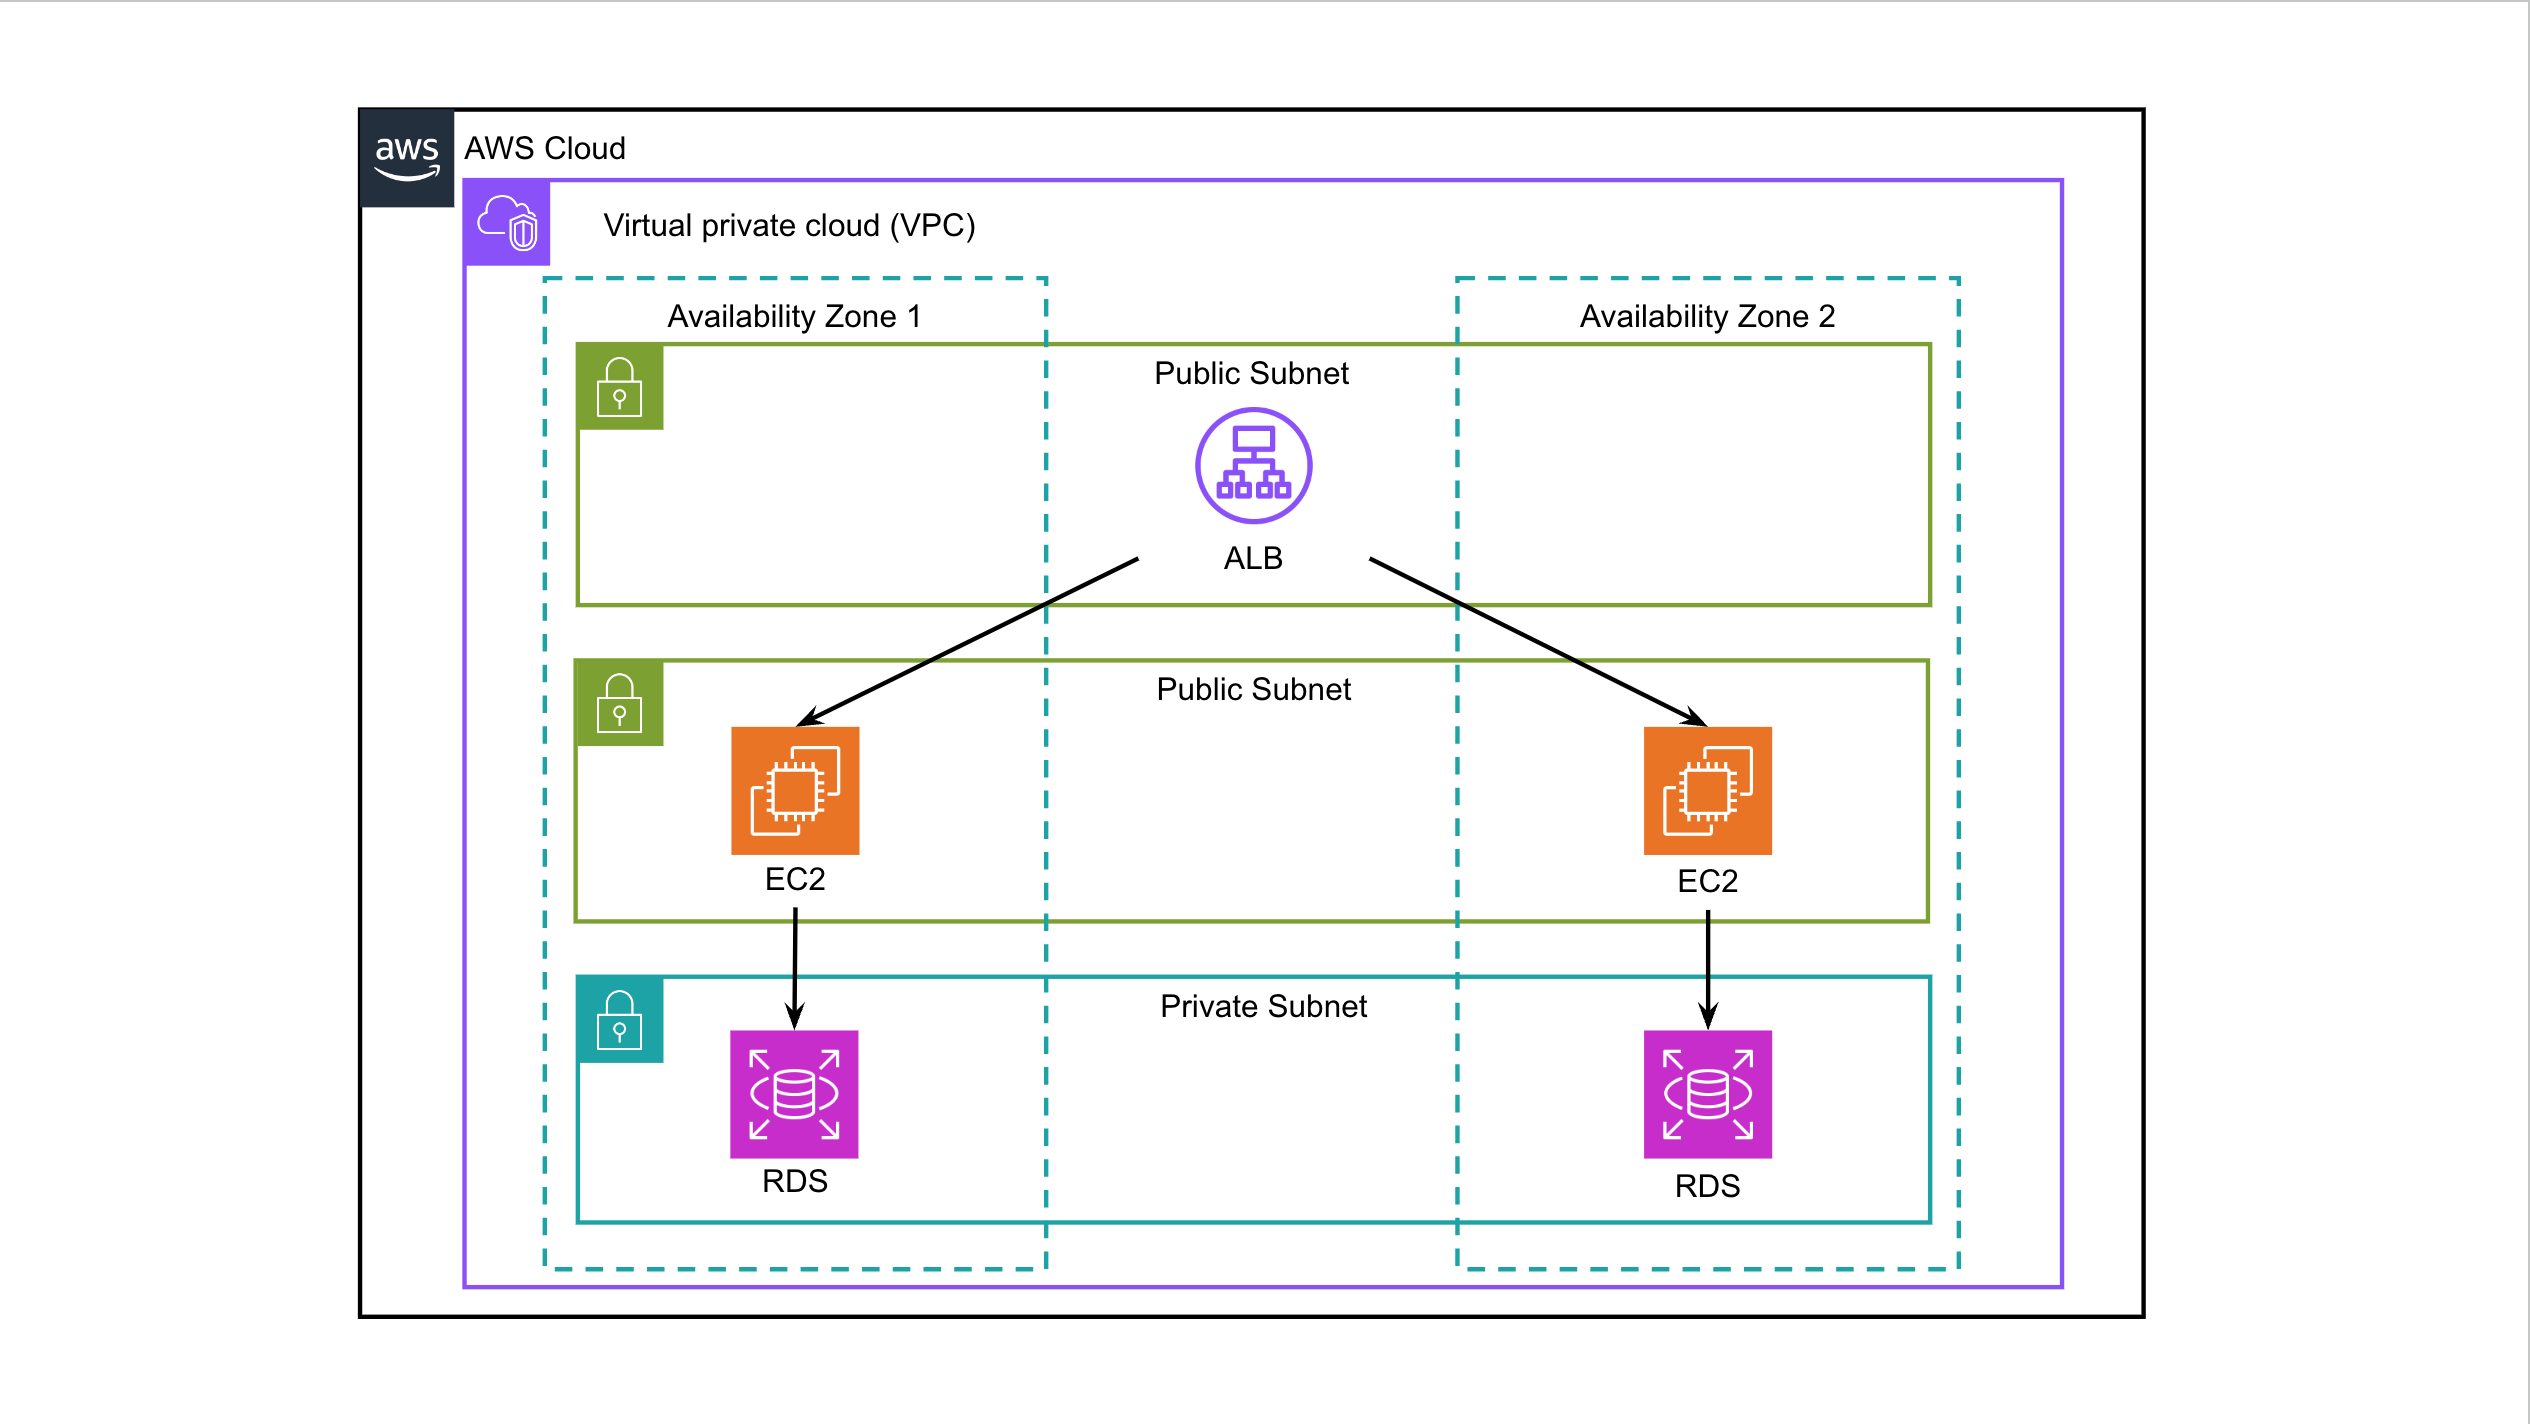 aws
AWS Cloud
Virtual private cloud (VPC)
Availability Zone 1
Availability Zone 2
Public Subnet
ALB
Public Subnet
EC2
EC2
Private Subnet
RDS
RDS